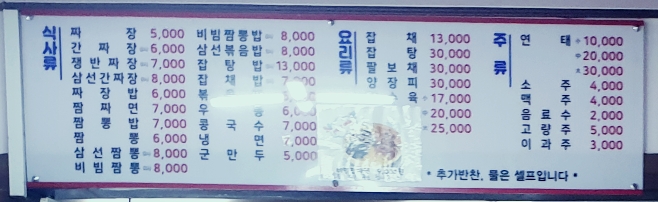 식사류
짜 장 5,000
간 짜 장 6,000
쟁반짜장 7,000
삼선간짜장 8,000
짜 장 밥 6,000
짜 짜 면 7,000
짬 뽕 밥 7,000
짬 뽕 6,000
삼선짬뽕 8,000
비빔짬뽕 8,000
비빔짬뽕밥 8,000
삼선볶음밥 8,000
잡 탕 밥 13,000
잡 채 밥
볶
우 6,000
콩 국 수 7,000
냉 면 7,000
군 만 두 5,000
요리류
잡 채 13,000
잡 탕 30,000
팔 보 채 30,000
양 장 피 30,000
육 17,000
20,000
25,000
주류
연 태 10,000
20,000
30,000
소 주 4,000
맥 주 4,000
음 료 수 2,000
고 량 주 5,000
이 과 주 3,000
• 추가반찬, 물은 셀프입니다 •